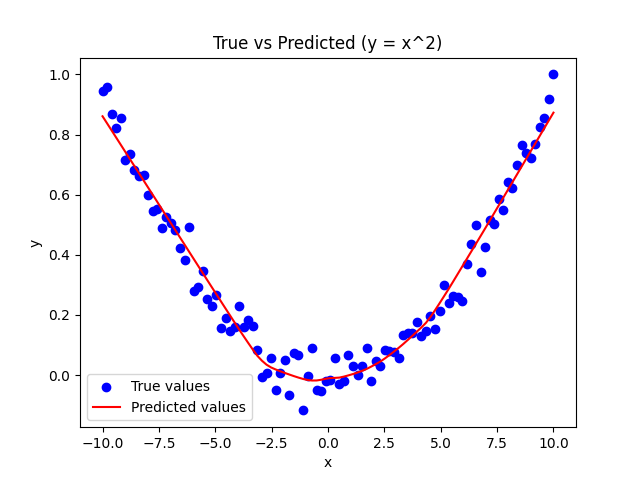 True vs Predicted (y = x^2)
1.0
0.8
0.6
0.4
0.2
0.0
y
True values
Predicted values
−10.0 −7.5 −5.0 −2.5 0.0 2.5 5.0 7.5 10.0
x